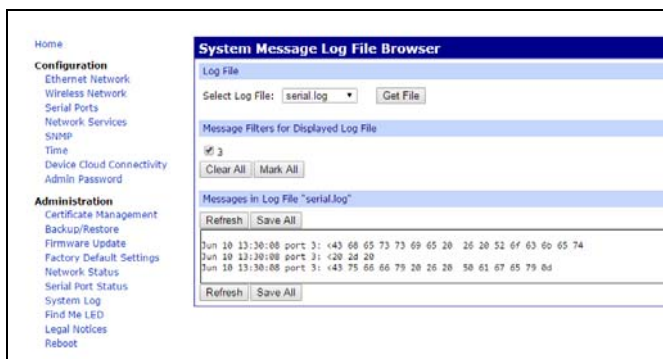 Home
Configuration
Ethernet Network
Wireless Network
Serial Ports
Network Services
SNMP
Time
Device Cloud Connectivity
Admin Password
Administration
Certificate Management
Backup/Restore
Firmware Update
Factory Default Settings
Network Status
Serial Port Status
System Log
Find Me LED
Legal Notices
Reboot
System Message Log File Browser
Log File
Select Log File: serial.log Get File
Message Filters for Displayed Log File
3
Clear All Mark All
Messages in Log File "serial.log"
Refresh Save All
Jun 10 13:30:08 port 3: <43 68 65 73 73 69 65 20  26 20 52 6f 63 6b 65 74
Jun 10 13:30:08 port 3: <20 2d 20
Jun 10 13:30:08 port 3: <43 75 66 66 79 20 26 20  50 61 67 65 79 0d
Refresh Save All